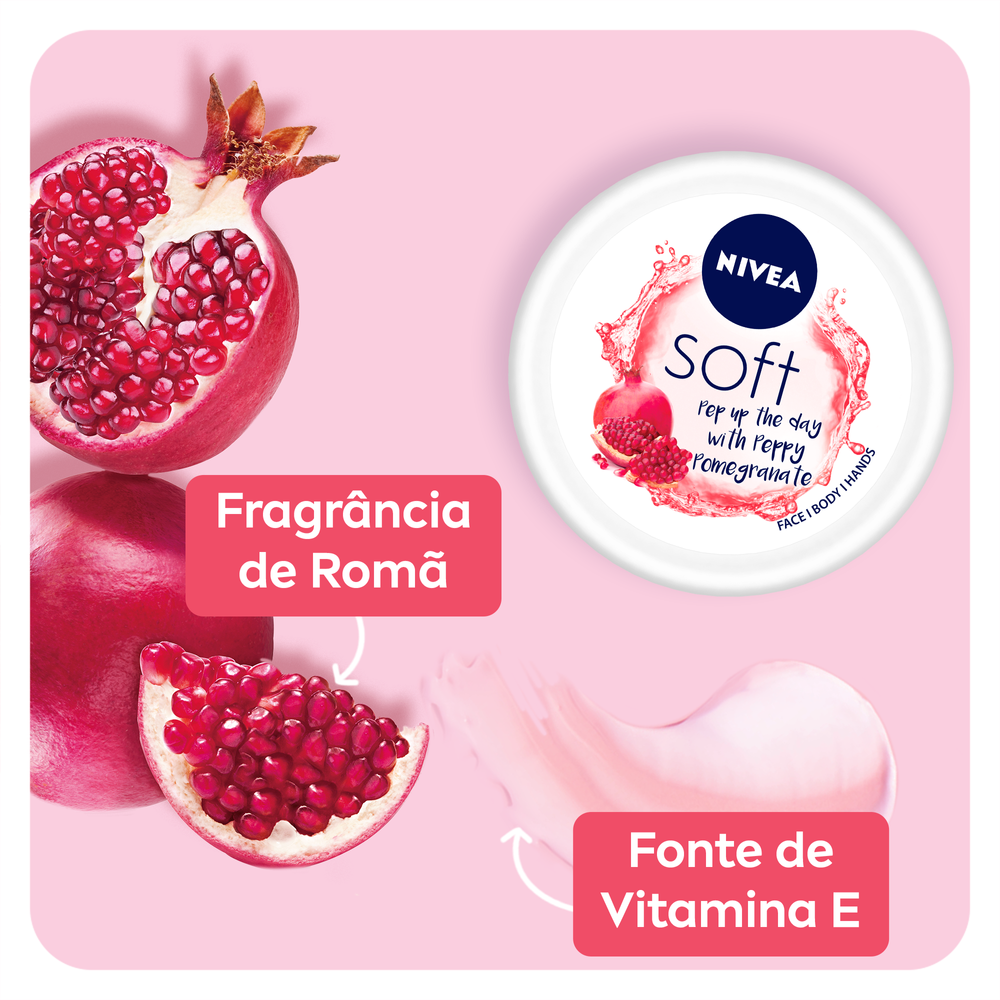 NIVEA
soft
Pep up the day
with Peppy
Pomegranate
FACE I BODY I HANDS
Fragrância
de Romã
Fonte de
Vitamina E